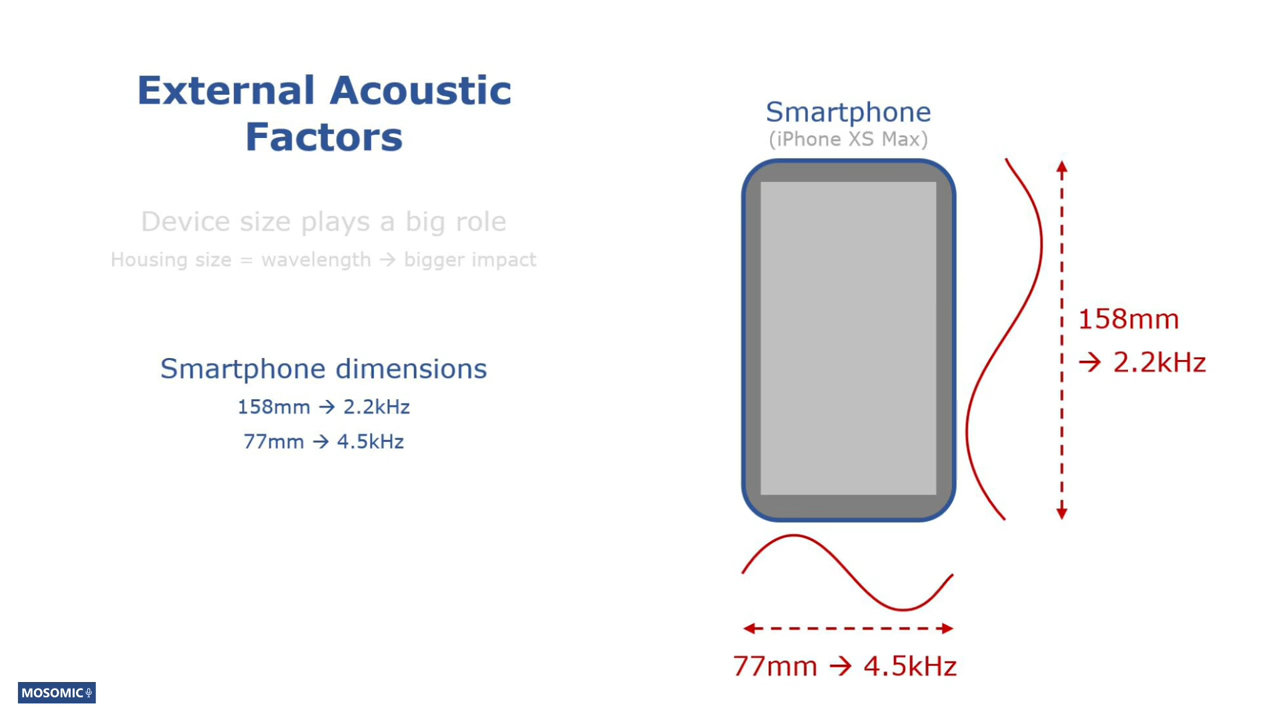 External Acoustic
Factors
Device size plays a big role
Housing size = wavelength → bigger impact
Smartphone dimensions
158mm → 2.2kHz
77mm → 4.5kHz
Smartphone
(iPhone XS Max)
158mm
→ 2.2kHz
77mm → 4.5kHz
MOSOMIC